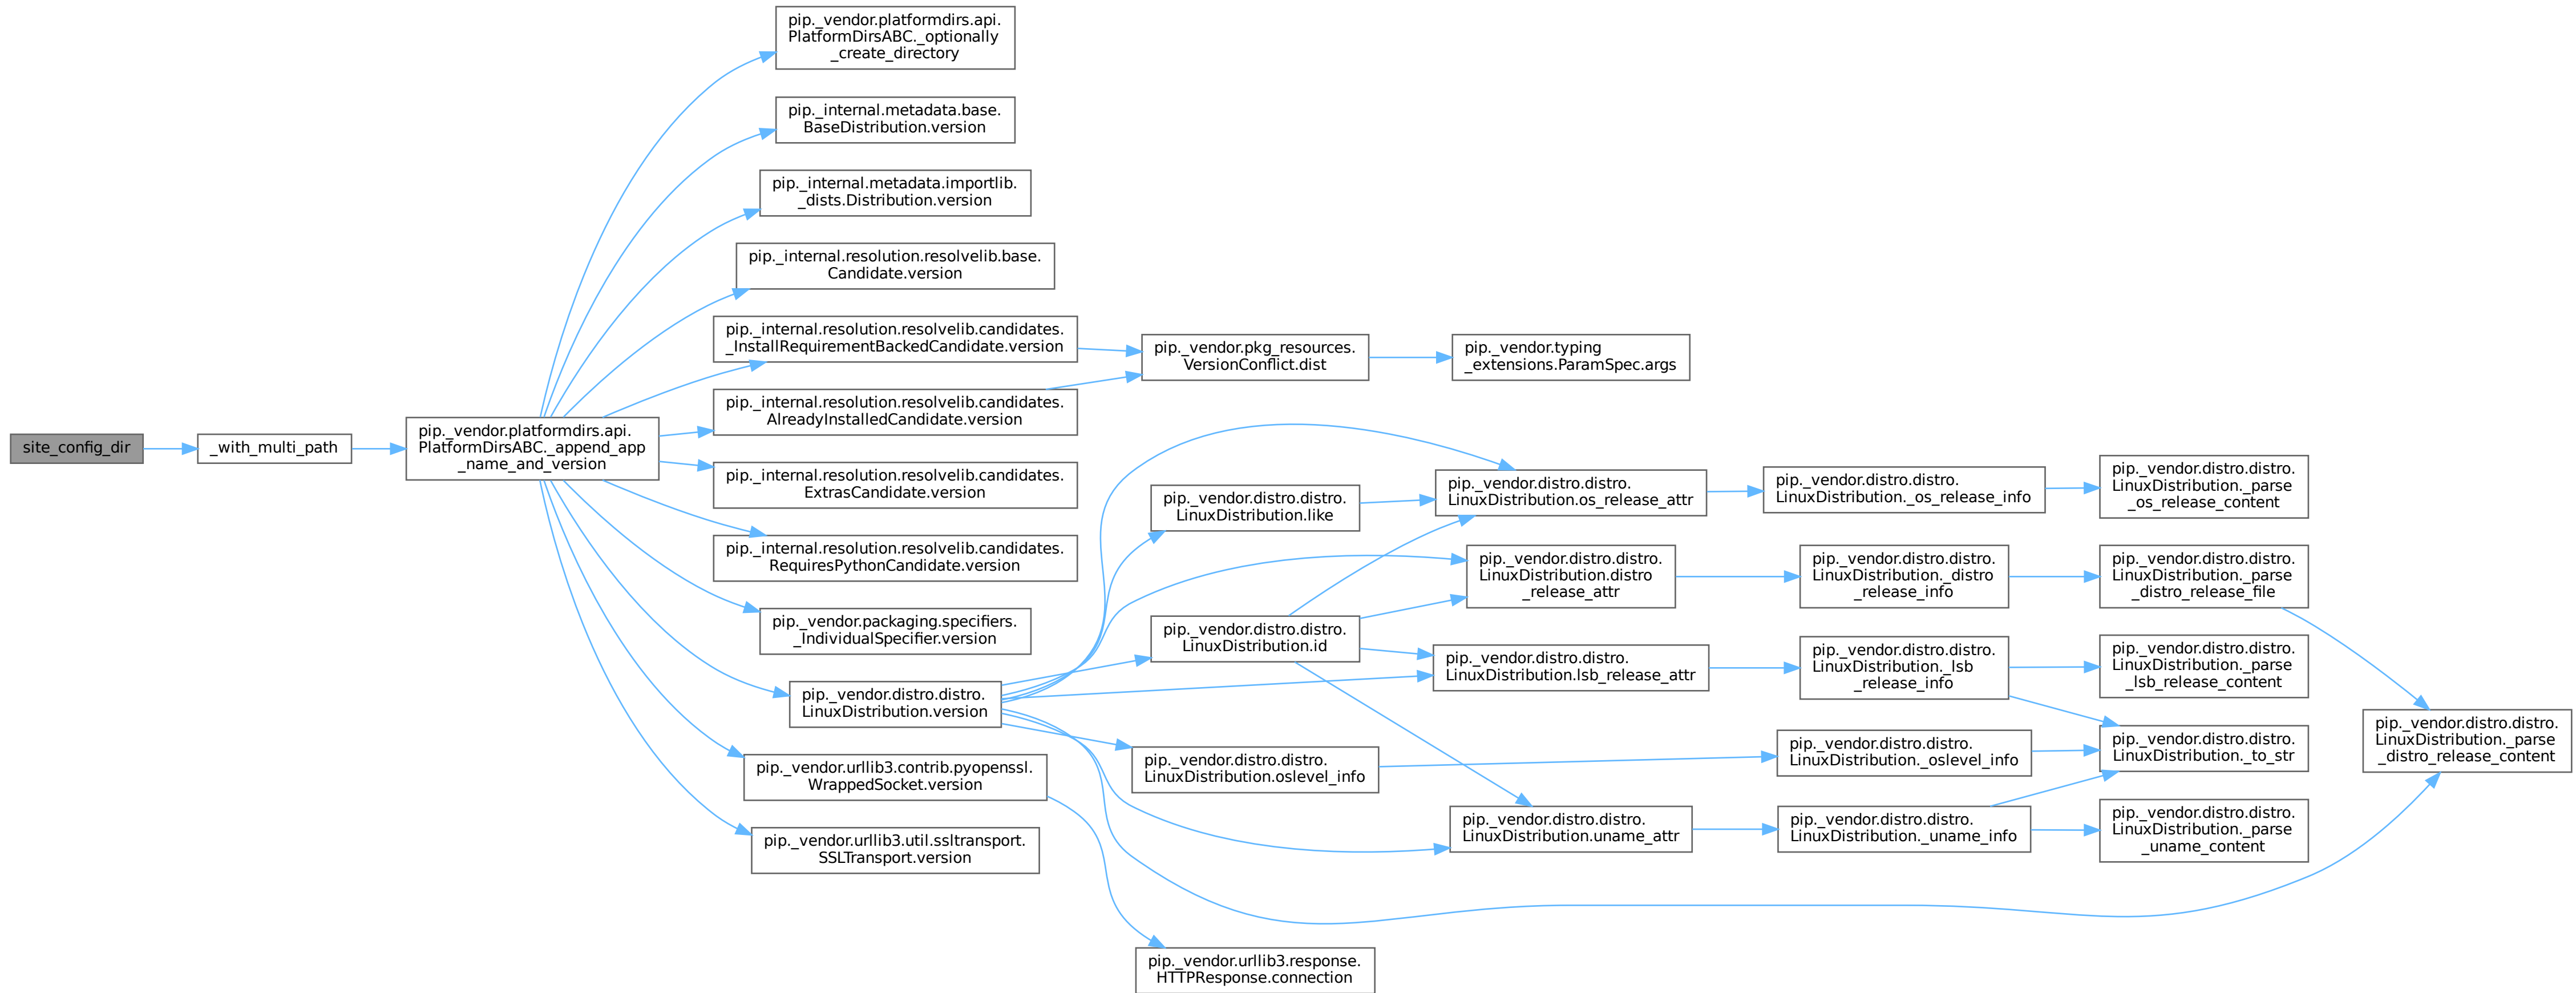 site_config_dir
_with_multi_path
pip._vendor.platformdirs.api.
PlatformDirsABC._append_app
_name_and_version
pip._vendor.platformdirs.api.
PlatformDirsABC._optionally
_create_directory
pip._internal.metadata.base.
BaseDistribution.version
pip._internal.metadata.importlib.
_dists.Distribution.version
pip._internal.resolution.resolvelib.base.
Candidate.version
pip._internal.resolution.resolvelib.candidates.
_InstallRequirementBackedCandidate.version
pip._internal.resolution.resolvelib.candidates.
AlreadyInstalledCandidate.version
pip._internal.resolution.resolvelib.candidates.
ExtrasCandidate.version
pip._internal.resolution.resolvelib.candidates.
RequiresPythonCandidate.version
pip._vendor.packaging.specifiers.
_IndividualSpecifier.version
pip._vendor.distro.distro.
LinuxDistribution.version
pip._vendor.urllib3.contrib.pyopenssl.
WrappedSocket.version
pip._vendor.urllib3.util.ssltransport.
SSLTransport.version
pip._vendor.pkg_resources.
VersionConflict.dist
pip._vendor.distro.distro.
LinuxDistribution.like
pip._vendor.distro.distro.
LinuxDistribution.id
pip._vendor.distro.distro.
LinuxDistribution.oslevel_info
pip._vendor.urllib3.response.
HTTPResponse.connection
pip._vendor.typing
_extensions.ParamSpec.args
pip._vendor.distro.distro.
LinuxDistribution.os_release_attr
pip._vendor.distro.distro.
LinuxDistribution.distro
_release_attr
pip._vendor.distro.distro.
LinuxDistribution.lsb_release_attr
pip._vendor.distro.distro.
LinuxDistribution.uname_attr
pip._vendor.distro.distro.
LinuxDistribution._os_release_info
pip._vendor.distro.distro.
LinuxDistribution._distro
_release_info
pip._vendor.distro.distro.
LinuxDistribution._lsb
_release_info
pip._vendor.distro.distro.
LinuxDistribution._oslevel_info
pip._vendor.distro.distro.
LinuxDistribution._uname_info
pip._vendor.distro.distro.
LinuxDistribution._parse
_os_release_content
pip._vendor.distro.distro.
LinuxDistribution._parse
_distro_release_file
pip._vendor.distro.distro.
LinuxDistribution._parse
_lsb_release_content
pip._vendor.distro.distro.
LinuxDistribution._to_str
pip._vendor.distro.distro.
LinuxDistribution._parse
_uname_content
pip._vendor.distro.distro.
LinuxDistribution._parse
_distro_release_content